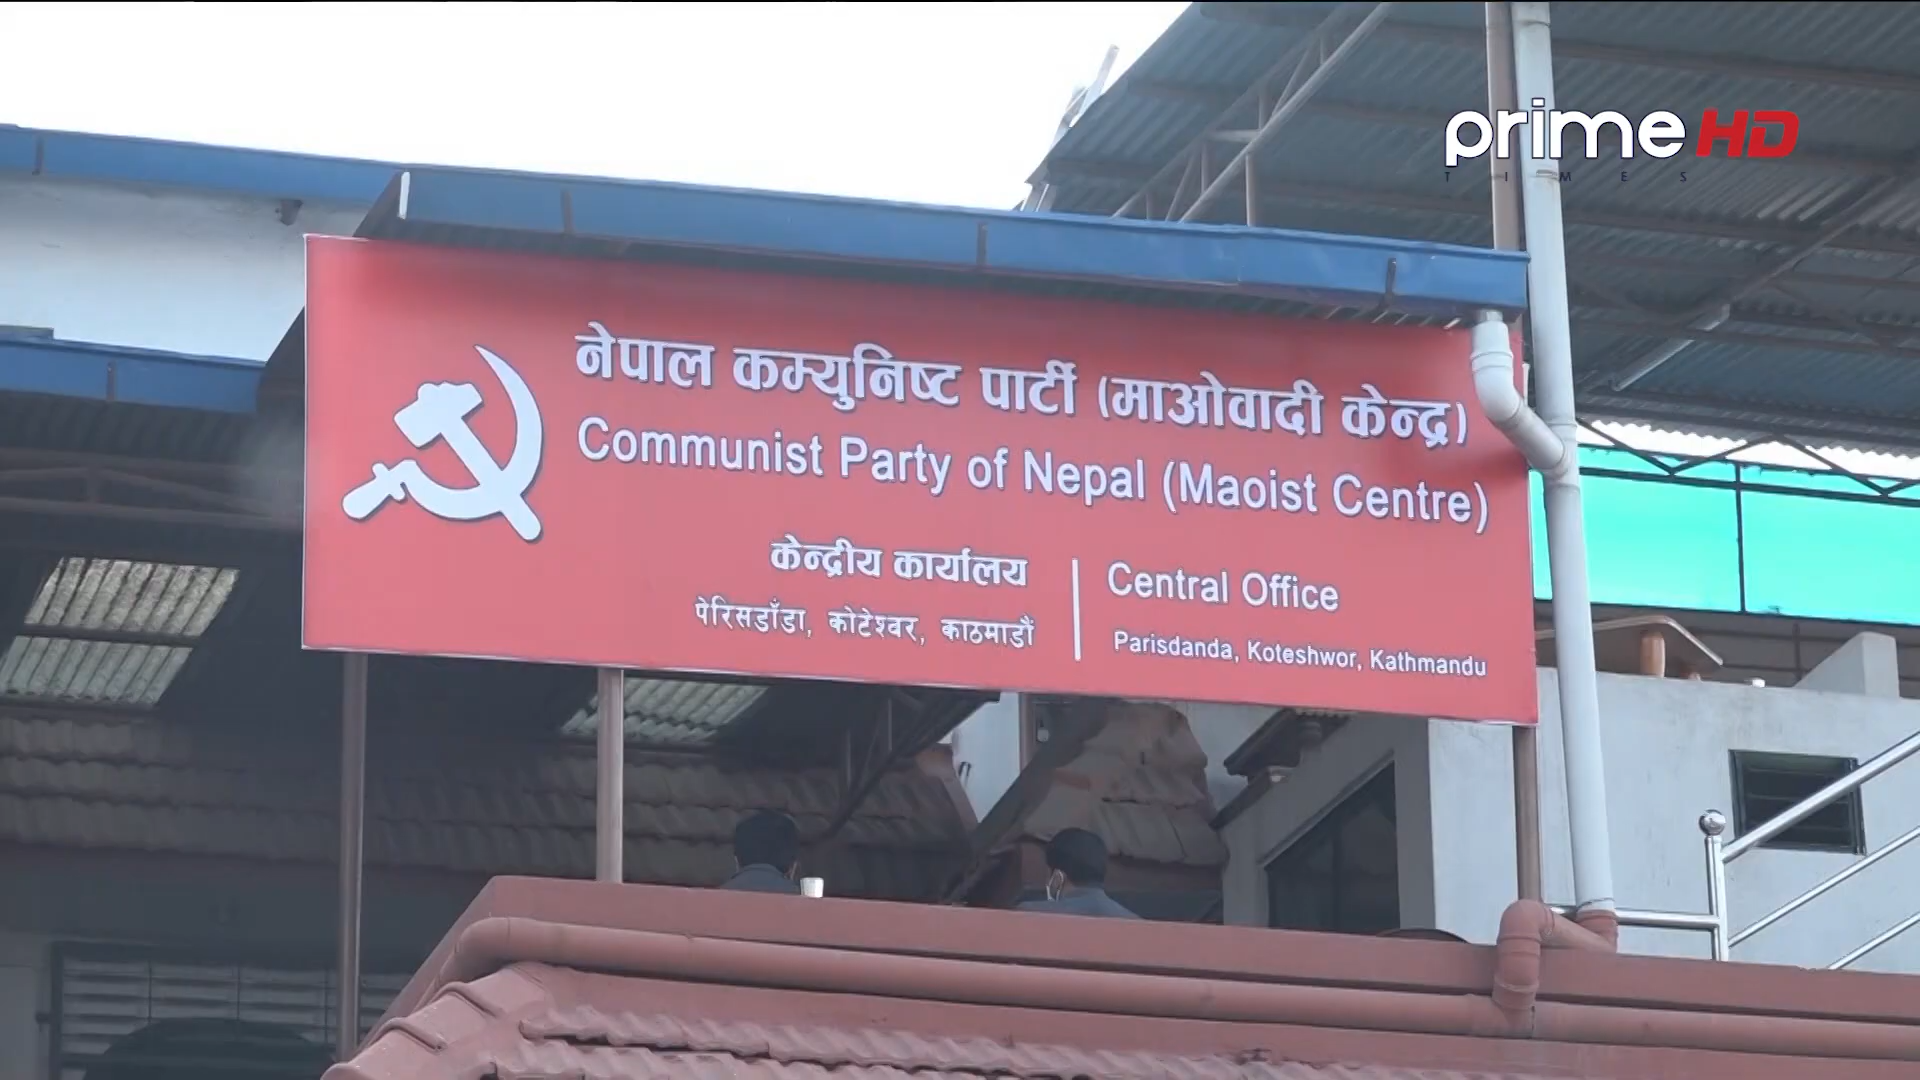 prime HD
TIMES
नेपाल कम्युनिष्ट पार्टी (माओवादी केन्द्र)
Communist Party of Nepal (Maoist Centre)
केन्द्रीय कार्यालय
पेरिसडाँडा, कोटेश्वर, काठमाडौं
Central Office
Parisdanda, Koteshwor, Kathmandu